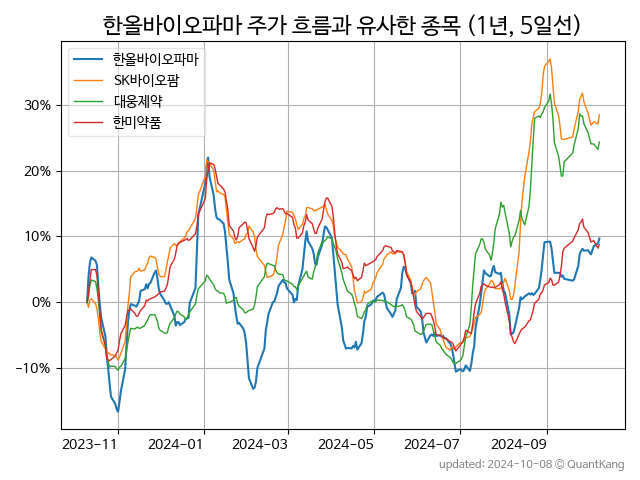 한올바이오파마 주가 흐름과 유사한 종목 (1년, 5일선)
한올바이오파마
SK바이오팜
대웅제약
한미약품
30%
20%
10%
0%
−10%
2023-11 2024-01 2024-03 2024-05 2024-07 2024-09
updated: 2024-10-08 © QuantKang